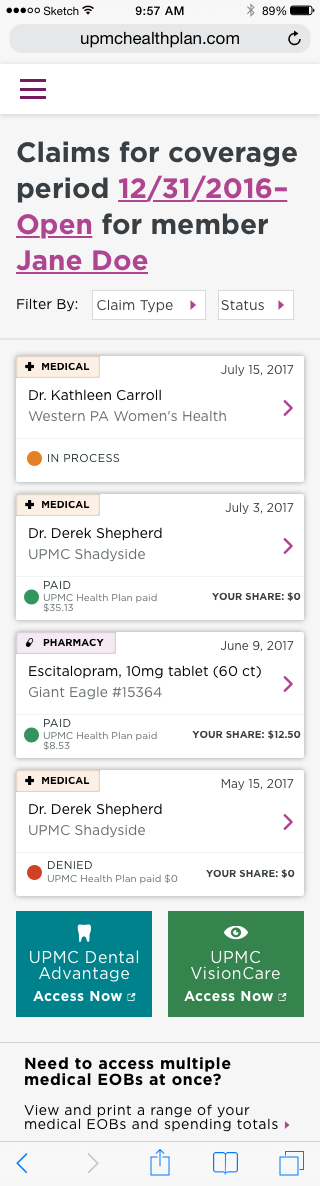 Sketch 9:57 AM 89%
upmchealthplan.com
Claims for coverage
period 12/31/2016–
Open for member
Jane Doe
Filter By: Claim Type Status
MEDICAL July 15, 2017
Dr. Kathleen Carroll
Western PA Women's Health
IN PROCESS
MEDICAL July 3, 2017
Dr. Derek Shepherd
UPMC Shadyside
PAID
UPMC Health Plan paid
$35.13
YOUR SHARE: $0
PHARMACY June 9, 2017
Escitalopram, 10mg tablet (60 ct)
Giant Eagle #15364
PAID
UPMC Health Plan paid
$8.53
YOUR SHARE: $12.50
MEDICAL May 15, 2017
Dr. Derek Shepherd
UPMC Shadyside
DENIED
UPMC Health Plan paid $0
YOUR SHARE: $0
UPMC Dental
Advantage
Access Now
UPMC
VisionCare
Access Now
Need to access multiple
medical EOBs at once?
View and print a range of your
medical EOBs and spending totals